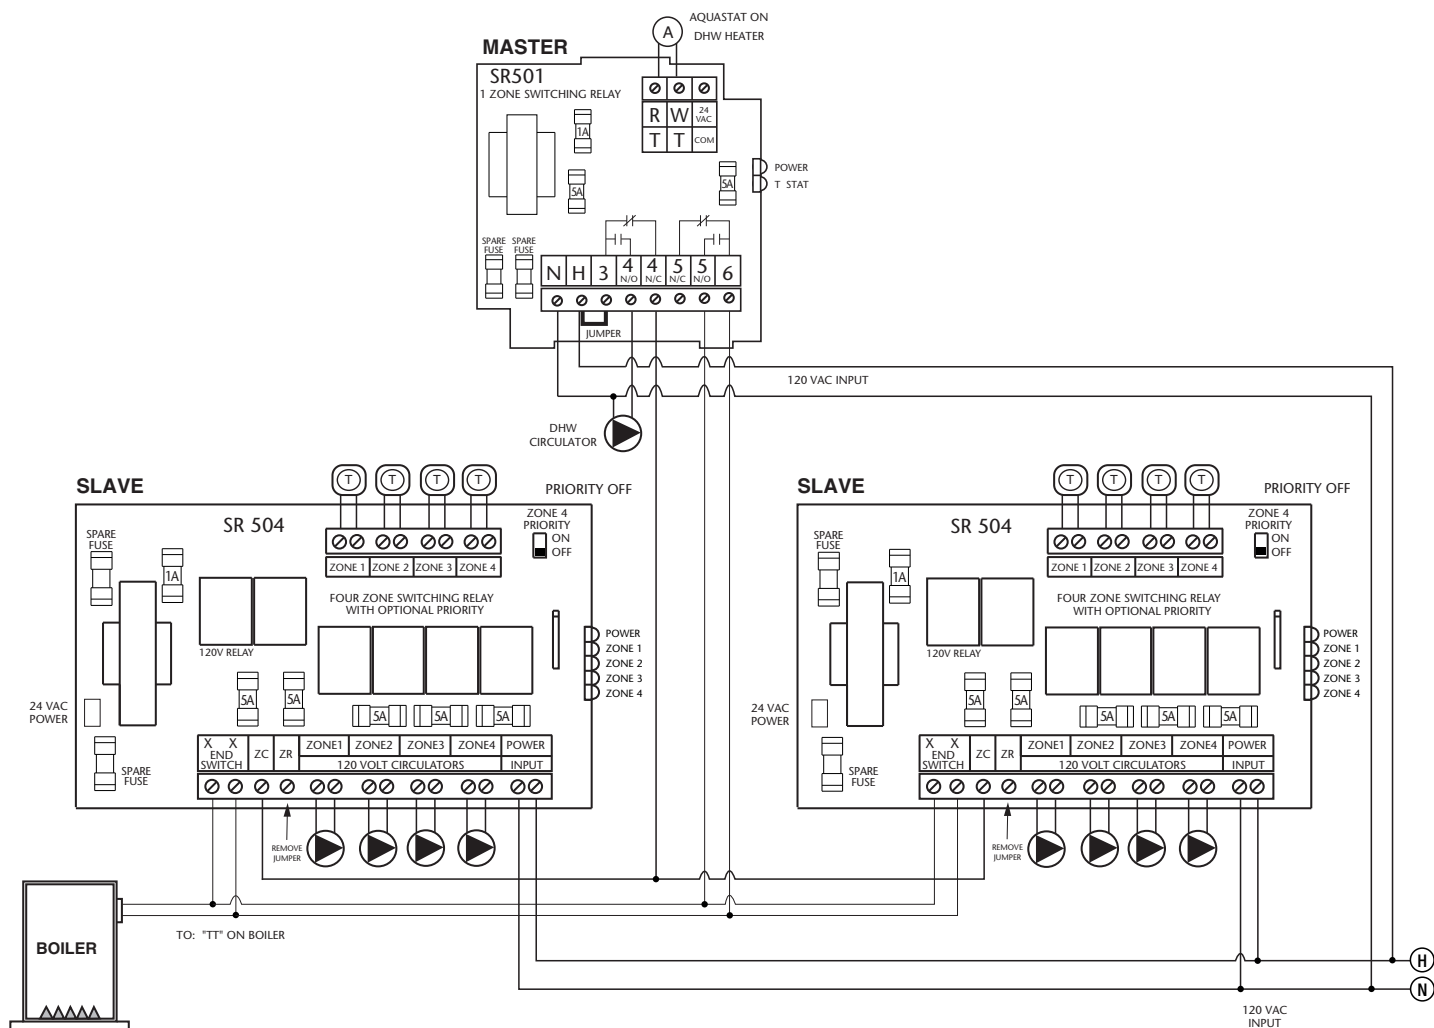 AQUASTAT ON
DHW HEATER
A
MASTER
SR501
1 ZONE SWITCHING RELAY
R W 24 VAC
T T COM
1A
5A
5A
POWER
T STAT
SPARE FUSE
SPARE FUSE
N H 3 4 N/O 4 N/C 5 N/C 5 N/O 6
JUMPER
120 VAC INPUT
DHW
CIRCULATOR
SLAVE
PRIORITY OFF
T T T T
SR 504
ZONE 4
PRIORITY
ON
OFF
SPARE
FUSE
1A
ZONE 1 ZONE 2 ZONE 3 ZONE 4
FOUR ZONE SWITCHING RELAY
WITH OPTIONAL PRIORITY
120V RELAY
POWER
ZONE 1
ZONE 2
ZONE 3
ZONE 4
24 VAC
POWER
5A 5A
5A 5A 5A
SPARE
FUSE
X X
END
SWITCH
ZC ZR ZONE1 ZONE2 ZONE3 ZONE4 POWER
120 VOLT CIRCULATORS INPUT
REMOVE
JUMPER
SLAVE
PRIORITY OFF
T T T T
SR 504
ZONE 4
PRIORITY
ON
OFF
SPARE
FUSE
1A
ZONE 1 ZONE 2 ZONE 3 ZONE 4
FOUR ZONE SWITCHING RELAY
WITH OPTIONAL PRIORITY
120V RELAY
POWER
ZONE 1
ZONE 2
ZONE 3
ZONE 4
24 VAC
POWER
5A 5A
5A 5A 5A
SPARE
FUSE
X X
END
SWITCH
ZC ZR ZONE1 ZONE2 ZONE3 ZONE4 POWER
120 VOLT CIRCULATORS INPUT
REMOVE
JUMPER
BOILER
TO: "TT" ON BOILER
H
N
120 VAC
INPUT